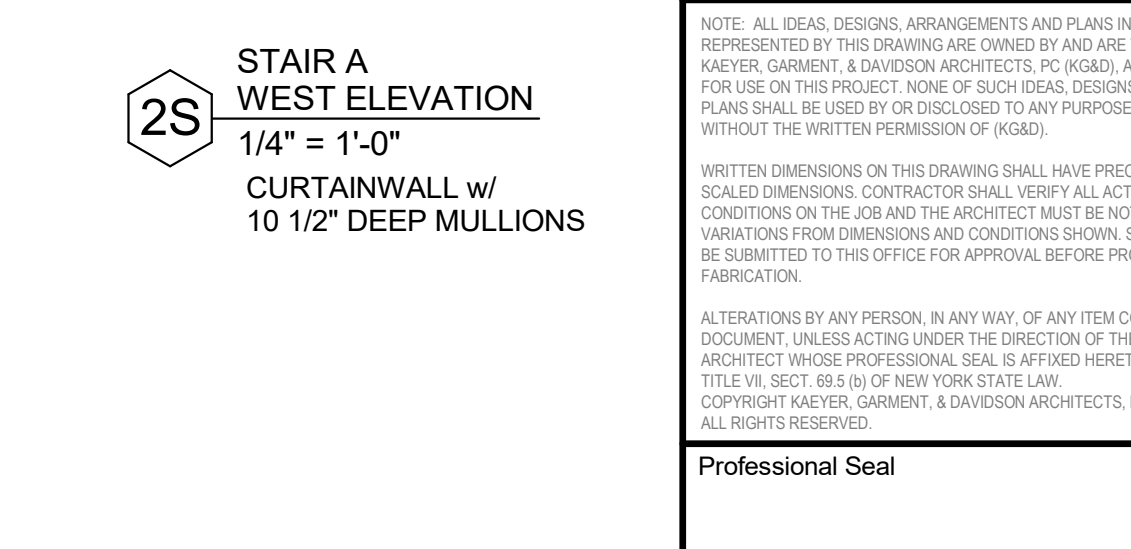 STAIR A
2S
WEST ELEVATION
1/4" = 1'-0"
CURTAINWALL w/
10 1/2" DEEP MULLIONS
NOTE: ALL IDEAS, DESIGNS, ARRANGEMENTS AND PLANS IN
REPRESENTED BY THIS DRAWING ARE OWNED BY AND ARE
KAEYER, GARMENT, & DAVIDSON ARCHITECTS, PC (KG&D), A
FOR USE ON THIS PROJECT. NONE OF SUCH IDEAS, DESIGNS
PLANS SHALL BE USED BY OR DISCLOSED TO ANY PURPOSE
WITHOUT THE WRITTEN PERMISSION OF (KG&D).
WRITTEN DIMENSIONS ON THIS DRAWING SHALL HAVE PREC
SCALED DIMENSIONS. CONTRACTOR SHALL VERIFY ALL ACT
CONDITIONS ON THE JOB AND THE ARCHITECT MUST BE NOT
VARIATIONS FROM DIMENSIONS AND CONDITIONS SHOWN. S
BE SUBMITTED TO THIS OFFICE FOR APPROVAL BEFORE PRO
FABRICATION.
ALTERATIONS BY ANY PERSON, IN ANY WAY, OF ANY ITEM CO
DOCUMENT, UNLESS ACTING UNDER THE DIRECTION OF THE
ARCHITECT WHOSE PROFESSIONAL SEAL IS AFFIXED HERET
TITLE VII, SECT. 69.5 (b) OF NEW YORK STATE LAW.
COPYRIGHT KAEYER, GARMENT, & DAVIDSON ARCHITECTS,
ALL RIGHTS RESERVED.
Professional Seal